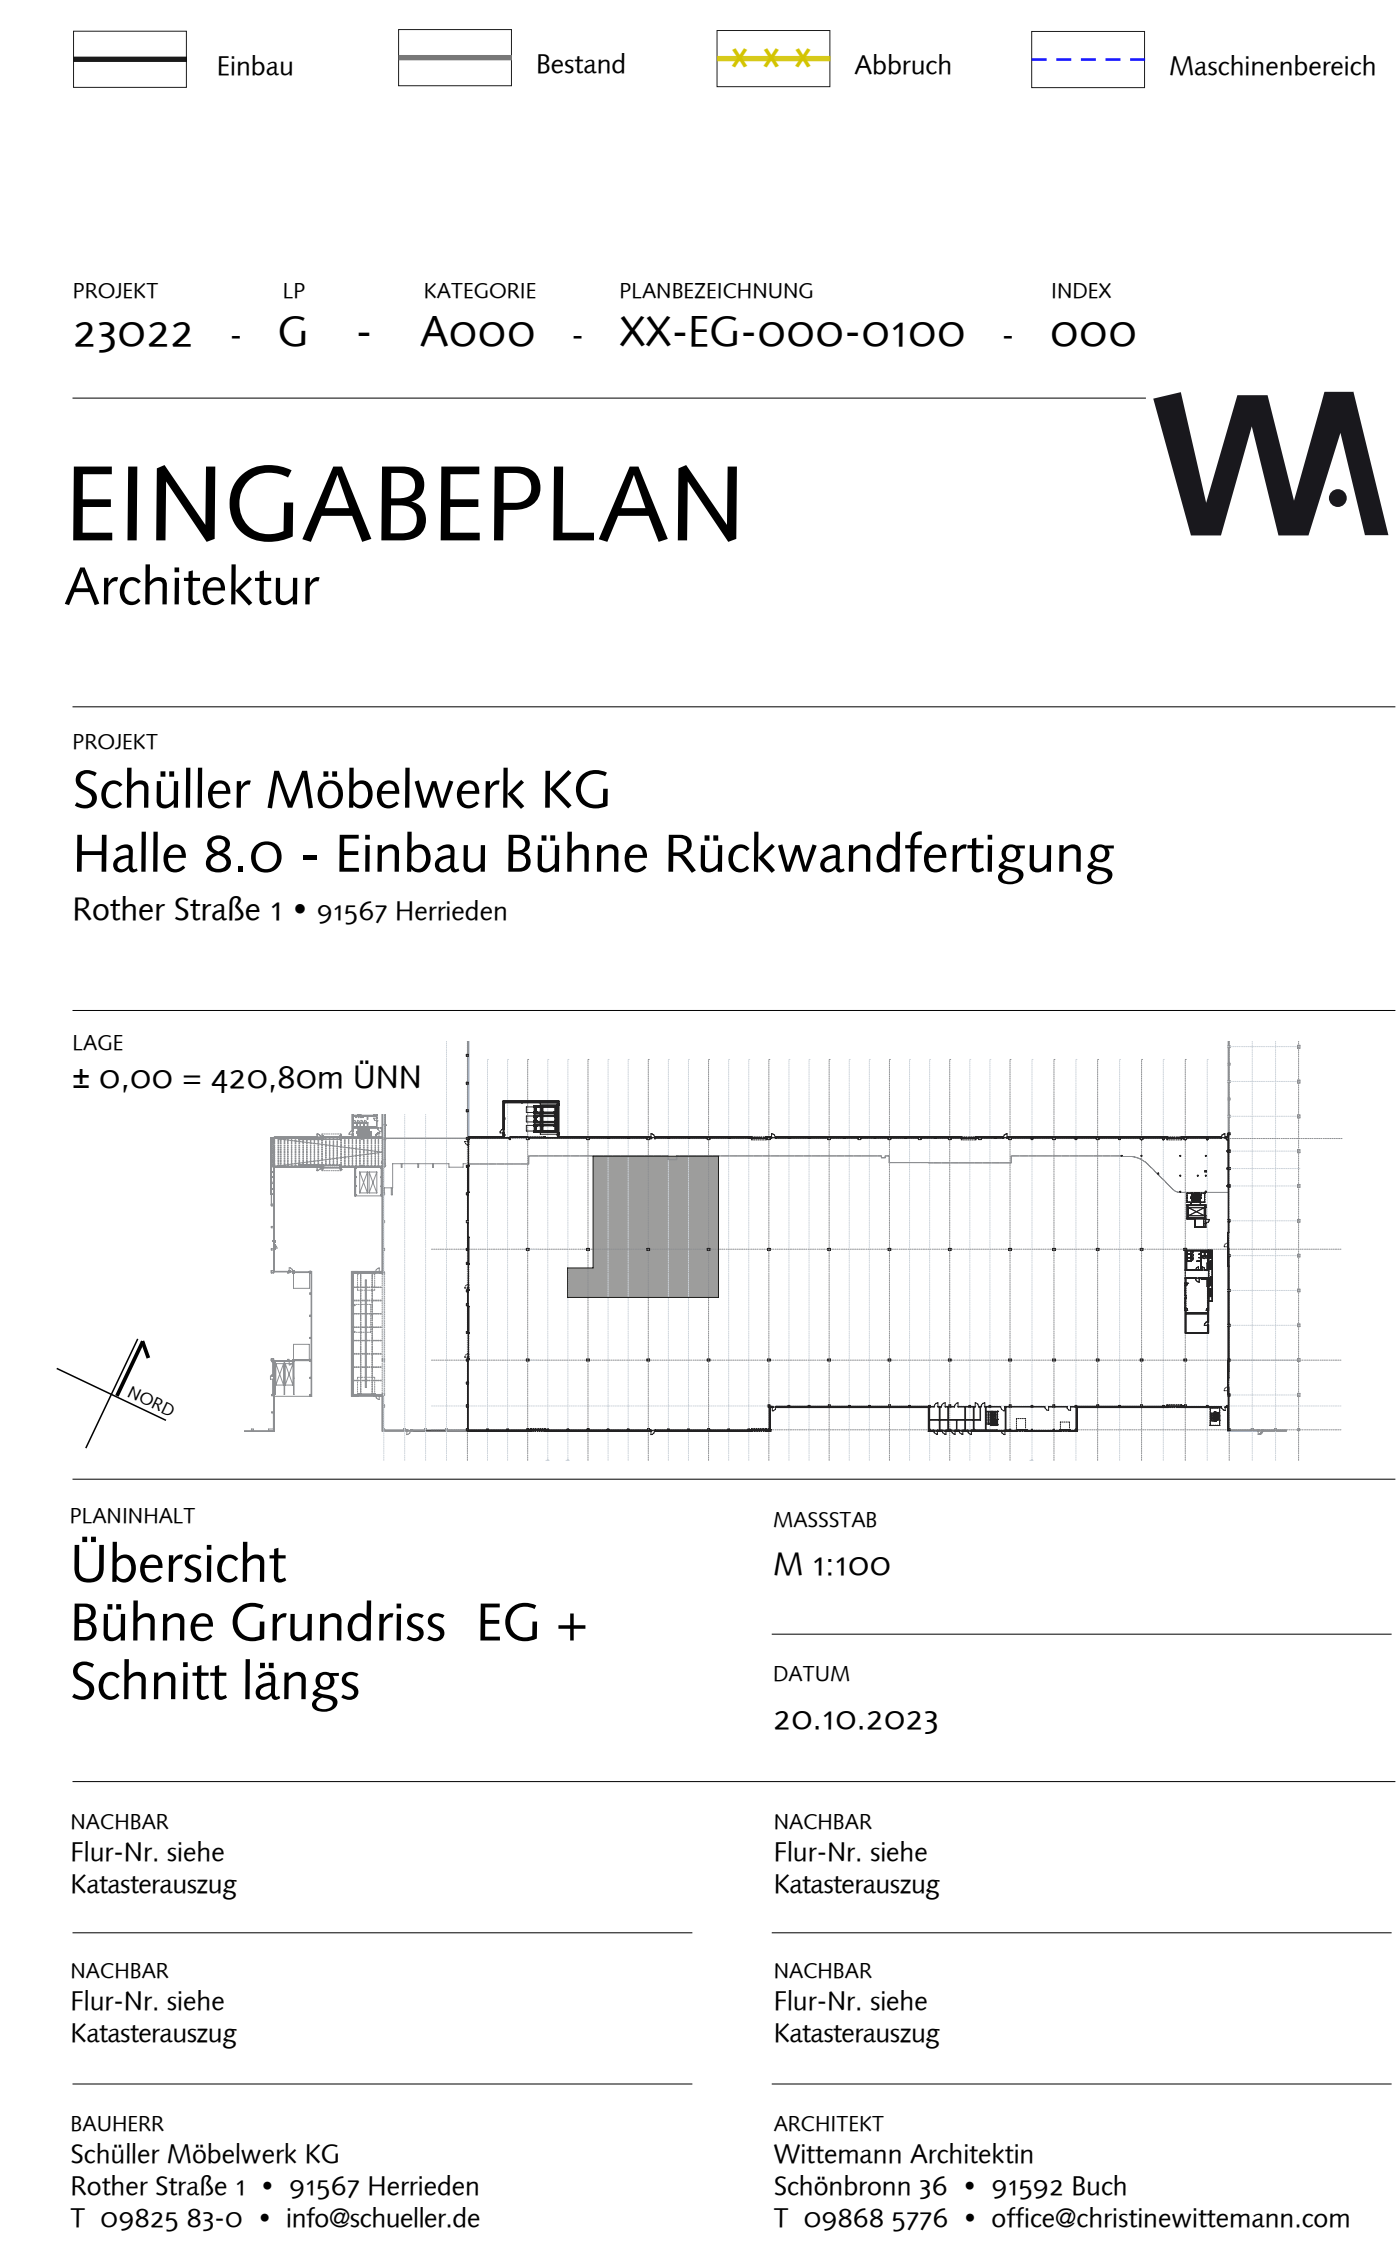 Einbau Bestand Abbruch Maschinenbereich
PROJEKT LP KATEGORIE PLANBEZEICHNUNG INDEX
23022 - G - A000 - XX-EG-000-0100 - 000
WA
EINGABEPLAN
Architektur
PROJEKT
Schüller Möbelwerk KG
Halle 8.0 - Einbau Bühne Rückwandfertigung
Rother Straße 1 • 91567 Herrieden
LAGE
± 0,00 = 420,80m ÜNN
NORD
PLANINHALT
Übersicht
Bühne Grundriss EG +
Schnitt längs
MASSSTAB
M 1:100
DATUM
20.10.2023
NACHBAR
Flur-Nr. siehe
Katasterauszug
NACHBAR
Flur-Nr. siehe
Katasterauszug
NACHBAR
Flur-Nr. siehe
Katasterauszug
NACHBAR
Flur-Nr. siehe
Katasterauszug
BAUHERR
Schüller Möbelwerk KG
Rother Straße 1 • 91567 Herrieden
T 09825 83-0 • info@schueller.de
ARCHITEKT
Wittemann Architektin
Schönbronn 36 • 91592 Buch
T 09868 5776 • office@christinewittemann.com